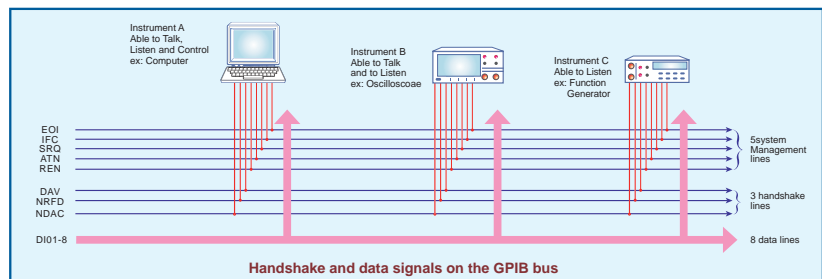 Instrument A
Able to Talk,
Listen and Control
ex: Computer
Instrument B
Able to Talk
and to Listen
ex: Oscilloscoae
Instrument C
Able to Listen
ex: Function
Generator
EOI
IFC
SRQ
ATN
REN
5system
Management
lines
DAV
NRFD
NDAC
3 handshake
lines
DI01-8
8 data lines
Handshake and data signals on the GPIB bus